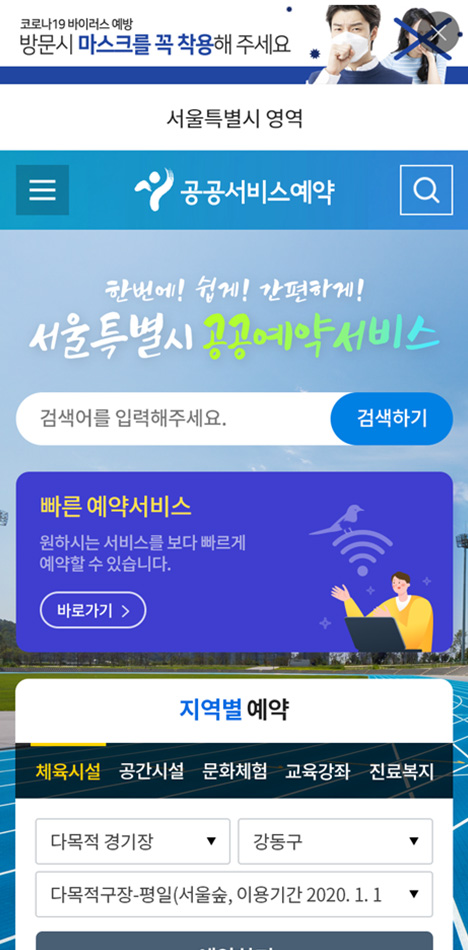 코로나19 바이러스 예방
방문시 마스크를 꼭 착용해 주세요
서울특별시 영역
공공서비스예약
한번에! 쉽게! 간편하게!
서울특별시 공공예약서비스
검색어를 입력해주세요. 검색하기
빠른 예약서비스
원하시는 서비스를 보다 빠르게
예약할 수 있습니다.
바로가기 >
지역별 예약
체육시설 공간시설 문화체험 교육강좌 진료복지
다목적 경기장 ▼ 강동구 ▼
다목적구장-평일(서울숲, 이용기간 2020. 1. 1 ▼